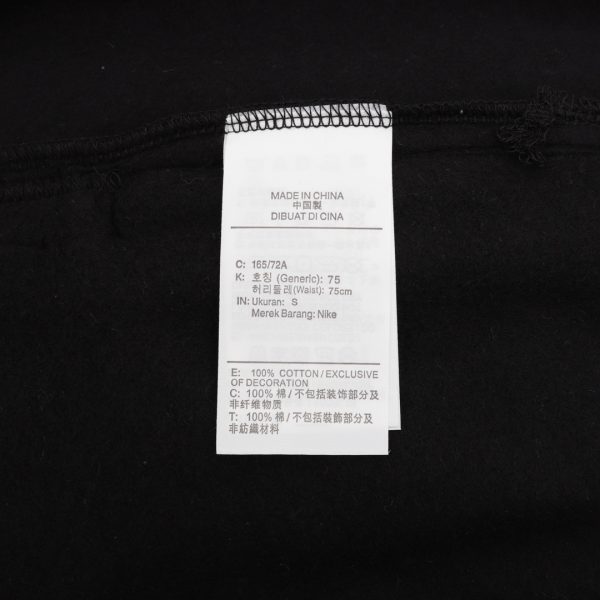 MADE IN CHINA
中国製
DIBUAT DI CINA
C: 165/72A
K: 호칭 (Generic): 75
허리둘레(Waist): 75cm
IN: Ukuran: S
Merek Barang: Nike
E: 100% COTTON / EXCLUSIVE
OF DECORATION
C: 100% 棉 / 不包括装饰部分及
非纤维物质
T: 100% 棉 / 不包括裝飾部分及
非紡織材料